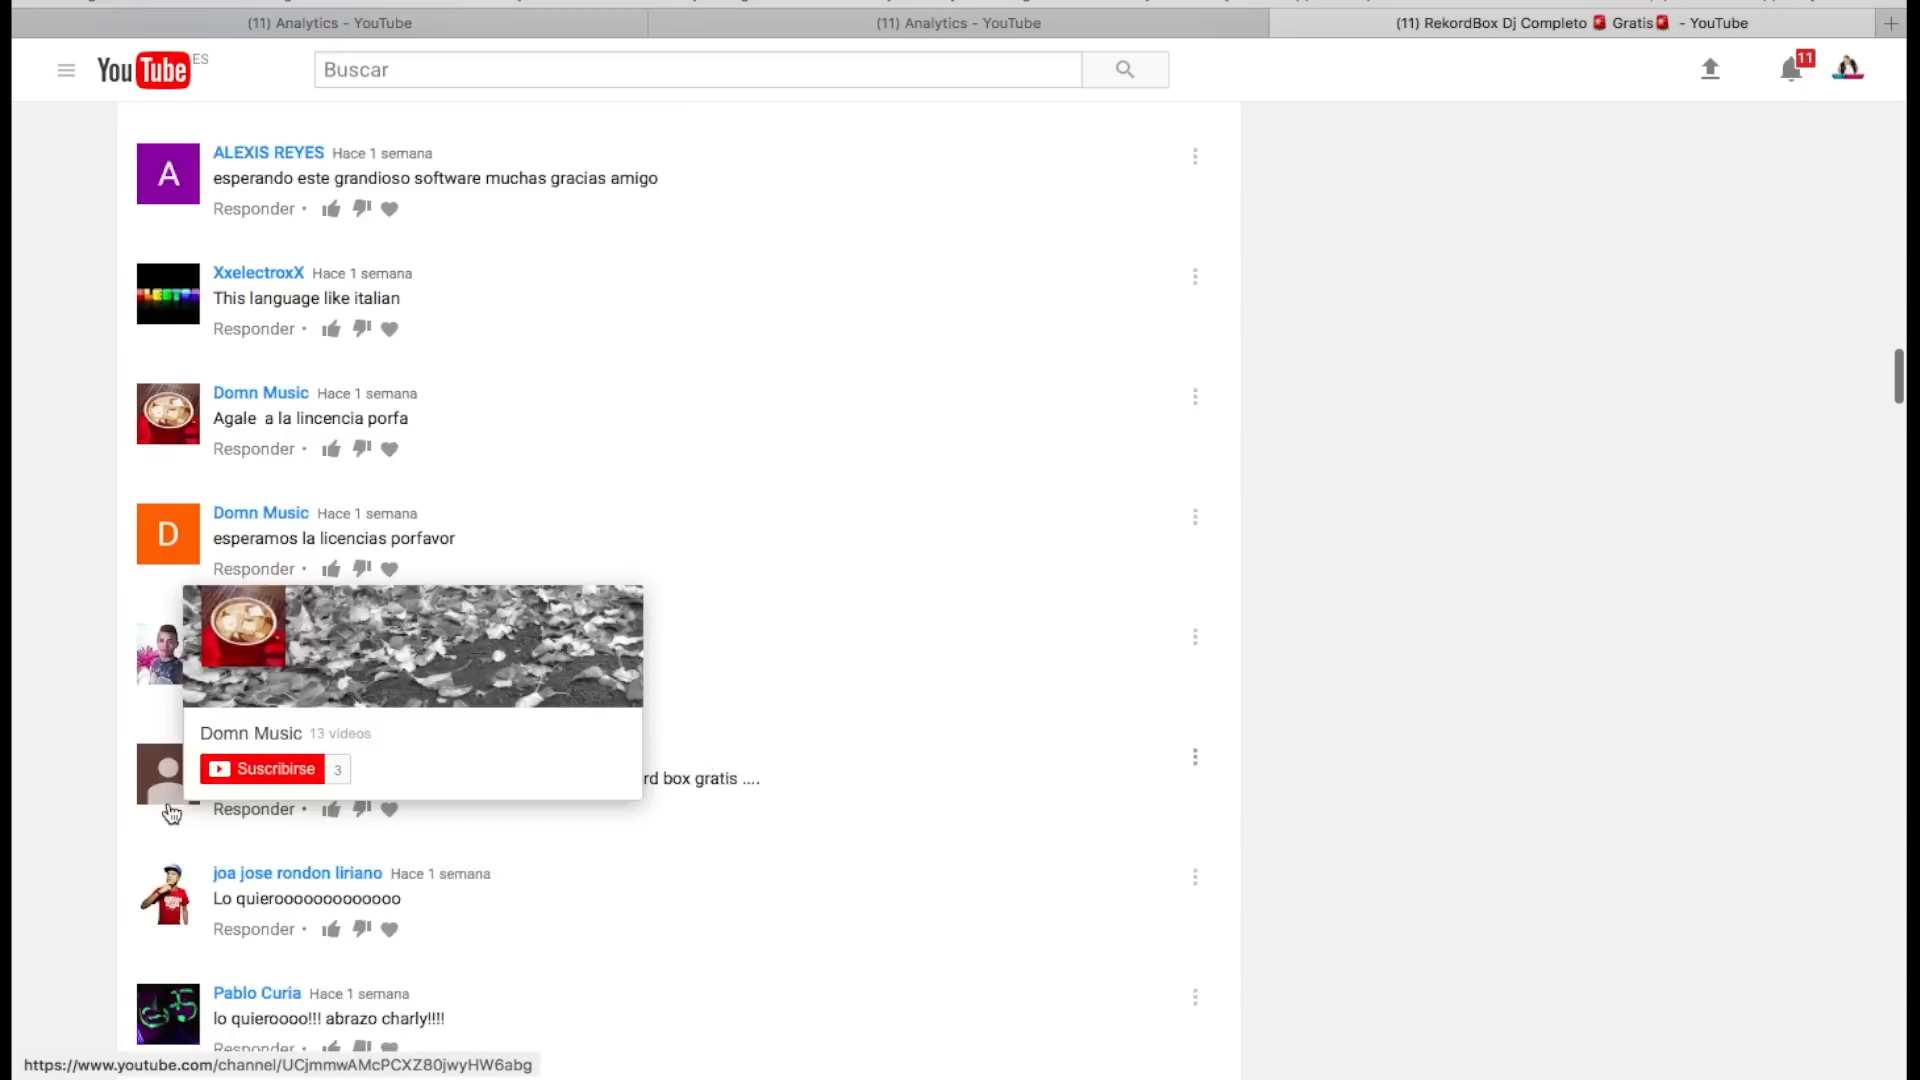 (11) Analytics - YouTube
(11) Analytics - YouTube
(11) RekordBox Dj Completo 🚨 Gratis🚨 - YouTube
YouTube ES
Buscar
11
A
ALEXIS REYES Hace 1 semana
esperando este grandioso software muchas gracias amigo
Responder •
XxelectroxX Hace 1 semana
This language like italian
Responder •
Domn Music Hace 1 semana
Agale a la lincencia porfa
Responder •
D
Domn Music Hace 1 semana
esperamos la licencias porfavor
Responder •
Domn Music 13 vídeos
Suscribirse 3
rd box gratis ....
Responder •
joa jose rondon liriano Hace 1 semana
Lo quieroooooooooooo
Responder •
Pablo Curia Hace 1 semana
lo quieroooo!!! abrazo charly!!!!
Responder •
https://www.youtube.com/channel/UCjmmwAMcPCXZ80jwyHW6abg